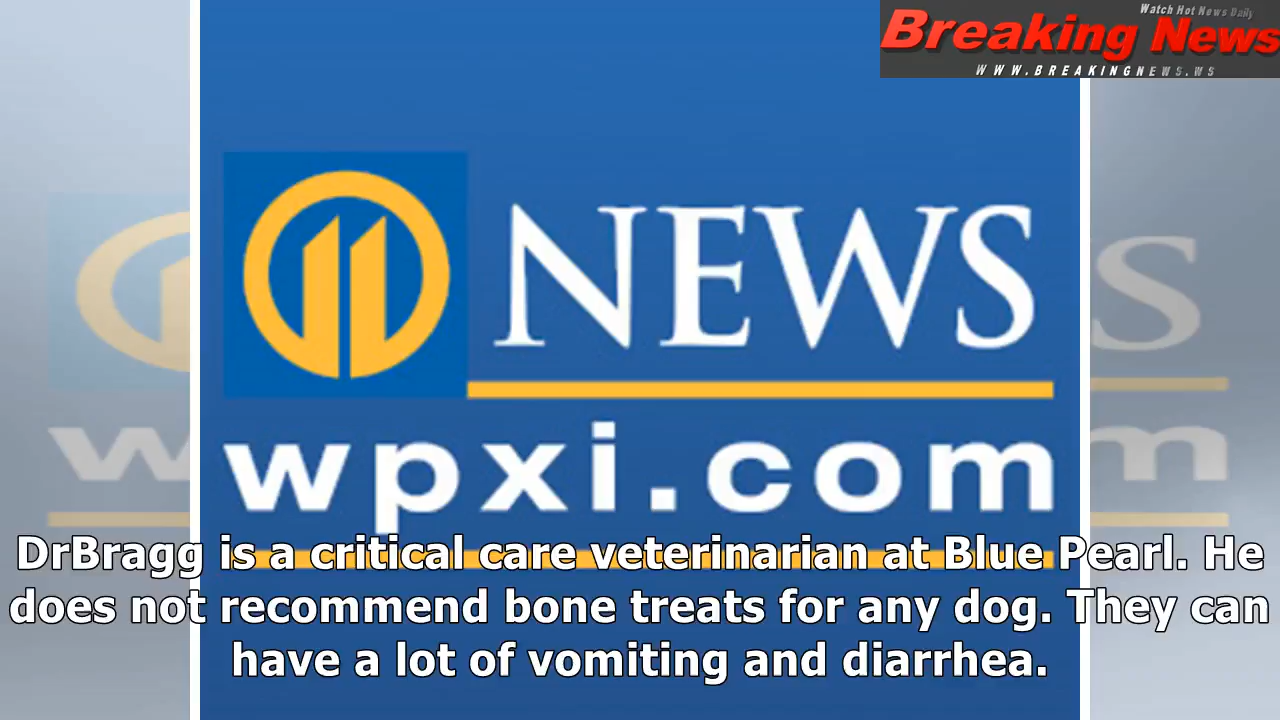 Watch Hot News Daily
Breaking News
WWW.BREAKINGNEWS.WS
11 NEWS
wpxi.com
S
w
m
DrBragg is a critical care veterinarian at Blue Pearl. He
does not recommend bone treats for any dog. They can
have a lot of vomiting and diarrhea.